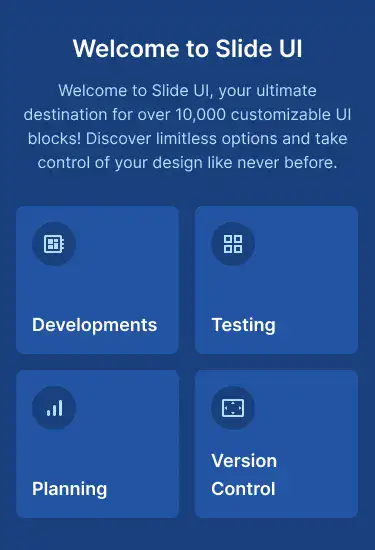 Welcome to Slide UI
Welcome to Slide UI, your ultimate
destination for over 10,000 customizable UI
blocks! Discover limitless options and take
control of your design like never before.
Developments
Testing
Planning
Version
Control